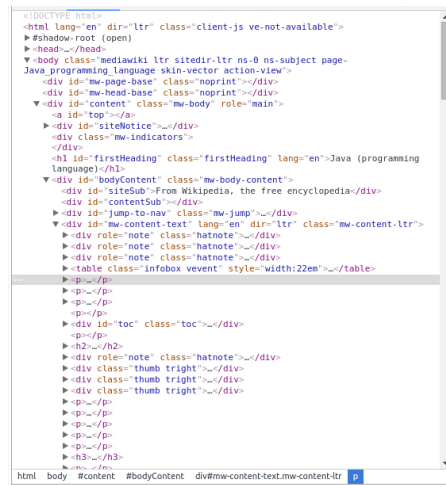 <!DOCTYPE html>
<html lang="en" dir="ltr" class="client-js ve-not-available">
▶#shadow-root (open)
▶<head>…</head>
▼<body class="mediawiki ltr sitedir-ltr ns-0 ns-subject page-
Java_programming_language skin-vector action-view">
<div id="mw-page-base" class="noprint"></div>
<div id="mw-head-base" class="noprint"></div>
▼<div id="content" class="mw-body" role="main">
<a id="top"></a>
▶<div id="siteNotice">…</div>
<div class="mw-indicators">
</div>
<h1 id="firstHeading" class="firstHeading" lang="en">Java (programming
language)</h1>
▼<div id="bodyContent" class="mw-body-content">
<div id="siteSub">From Wikipedia, the free encyclopedia</div>
<div id="contentSub"></div>
▶<div id="jump-to-nav" class="mw-jump">…</div>
▼<div id="mw-content-text" lang="en" dir="ltr" class="mw-content-ltr">
▶<div role="note" class="hatnote">…</div>
▶<div role="note" class="hatnote">…</div>
▶<div role="note" class="hatnote">…</div>
▶<table class="infobox vevent" style="width:22em">…</table>
… ▶<p>…</p>
▶<p>…</p>
▶<p>…</p>
<p></p>
▶<div id="toc" class="toc">…</div>
<p></p>
▶<h2>…</h2>
▶<div role="note" class="hatnote">…</div>
▶<div class="thumb tright">…</div>
▶<div class="thumb tright">…</div>
▶<div class="thumb tright">…</div>
▶<p>…</p>
▶<p>…</p>
▶<p>…</p>
▶<p>…</p>
▶<p>…</p>
▶<h3>…</h3>
▶<p>…</p>
html body #content #bodyContent div#mw-content-text.mw-content-ltr p